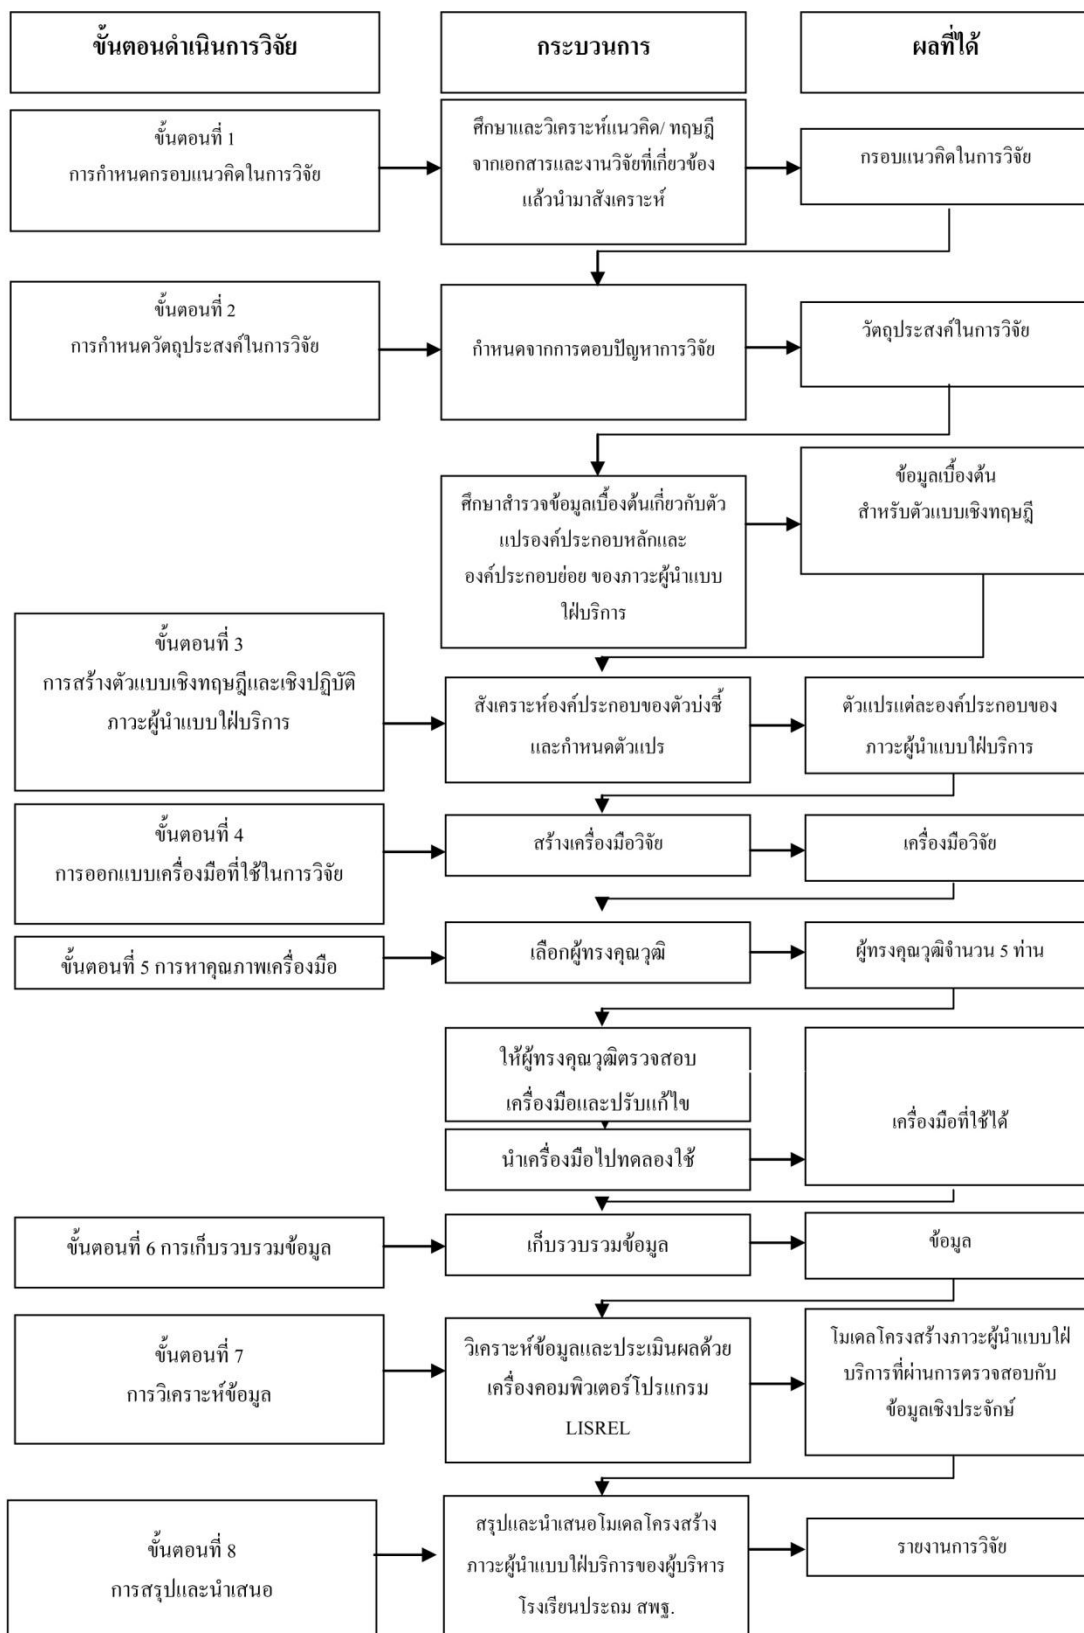 ขั้นตอนดำเนินการวิจัย
กระบวนการ
ผลที่ได้
ขั้นตอนที่ 1
การกำหนดกรอบแนวคิดในการวิจัย
ศึกษาและวิเคราะห์แนวคิด/ ทฤษฎี
จากเอกสารและงานวิจัยที่เกี่ยวข้อง
แล้วนำมาสังเคราะห์
กรอบแนวคิดในการวิจัย
ขั้นตอนที่ 2
การกำหนดวัตถุประสงค์ในการวิจัย
กำหนดจากการตอบปัญหาการวิจัย
วัตถุประสงค์ในการวิจัย
ศึกษาสำรวจข้อมูลเบื้องต้นเกี่ยวกับตัว
แปรองค์ประกอบหลักและ
องค์ประกอบย่อย ของภาวะผู้นำแบบ
ใฝ่บริการ
ข้อมูลเบื้องต้น
สำหรับตัวแบบเชิงทฤษฎี
ขั้นตอนที่ 3
การสร้างตัวแบบเชิงทฤษฎีและเชิงปฏิบัติ
ภาวะผู้นำแบบใฝ่บริการ
สังเคราะห์องค์ประกอบของตัวบ่งชี้
และกำหนดตัวแปร
ตัวแปรแต่ละองค์ประกอบของ
ภาวะผู้นำแบบใฝ่บริการ
ขั้นตอนที่ 4
การออกแบบเครื่องมือที่ใช้ในการวิจัย
สร้างเครื่องมือวิจัย
เครื่องมือวิจัย
ขั้นตอนที่ 5 การหาคุณภาพเครื่องมือ
เลือกผู้ทรงคุณวุฒิ
ผู้ทรงคุณวุฒิจำนวน 5 ท่าน
ให้ผู้ทรงคุณวุฒิตรวจสอบ
เครื่องมือและปรับแก้ไข
นำเครื่องมือไปทดลองใช้
เครื่องมือที่ใช้ได้
ขั้นตอนที่ 6 การเก็บรวบรวมข้อมูล
เก็บรวบรวมข้อมูล
ข้อมูล
ขั้นตอนที่ 7
การวิเคราะห์ข้อมูล
วิเคราะห์ข้อมูลและประเมินผลด้วย
เครื่องคอมพิวเตอร์โปรแกรม
LISREL
โมเดลโครงสร้างภาวะผู้นำแบบใฝ่
บริการที่ผ่านการตรวจสอบกับ
ข้อมูลเชิงประจักษ์
ขั้นตอนที่ 8
การสรุปและนำเสนอ
สรุปและนำเสนอโมเดลโครงสร้าง
ภาวะผู้นำแบบใฝ่บริการของผู้บริหาร
โรงเรียนประถม สพฐ.
รายงานการวิจัย